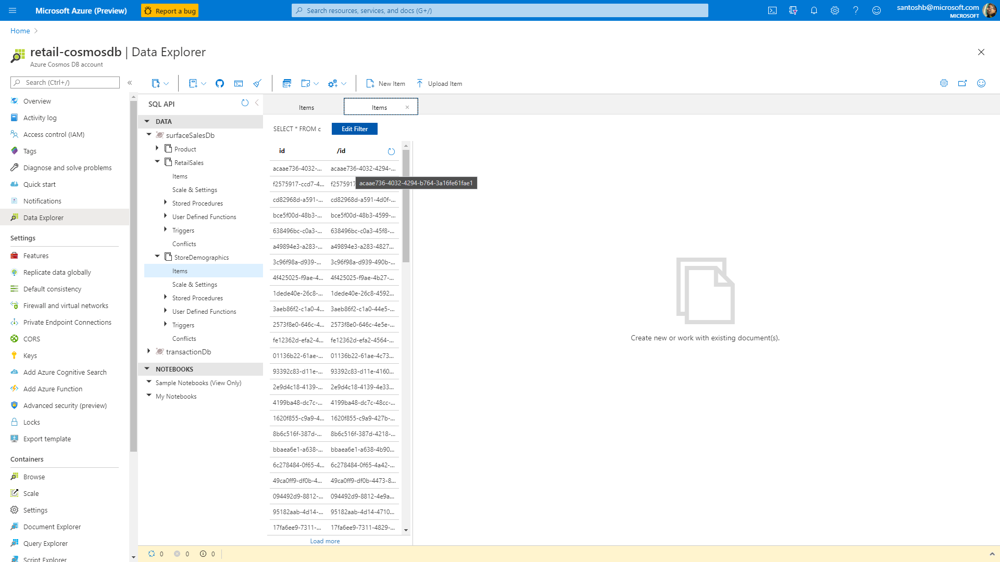 Microsoft Azure (Preview)
Report a bug
Search resources, services, and docs (G+/)
santoshb@microsoft.com
MICROSOFT
Home
retail-cosmosdb | Data Explorer
Azure Cosmos DB account
Search (Ctrl+/)
New Item
Upload Item
Overview
Activity log
Access control (IAM)
Tags
Diagnose and solve problems
Quick start
Notifications
Data Explorer
Settings
Features
Replicate data globally
Default consistency
Firewall and virtual networks
Private Endpoint Connections
CORS
Keys
Add Azure Cognitive Search
Add Azure Function
Advanced security (preview)
Locks
Export template
Containers
Browse
Scale
Settings
Document Explorer
Query Explorer
Script Explorer
SQL API
DATA
surfaceSalesDb
Product
RetailSales
Items
Scale & Settings
Stored Procedures
User Defined Functions
Triggers
Conflicts
StoreDemographics
Items
Scale & Settings
Stored Procedures
User Defined Functions
Triggers
Conflicts
transactionDb
NOTEBOOKS
Sample Notebooks (View Only)
My Notebooks
Items
Items
SELECT * FROM c
Edit Filter
id /id
acaae736-4032-... acaae736-4032-4294-...
acaae736-4032-4294-b764-3a16fe61fae1
f2575917-ccd7-4... f2575917
cd82968d-a591-... cd82968d-a591-4d0f-...
bce5f00d-48b3-... bce5f00d-48b3-4599-...
638496bc-c0a3-... 638496bc-c0a3-45f8-...
a49894e3-a283-... a49894e3-a283-4827...
3c96f98a-d939-... 3c96f98a-d939-490b-...
4f425025-f9ae-4... 4f425025-f9ae-4b27-...
1dede40e-26c8-... 1dede40e-26c8-4592...
3aeb86f2-c1a0-4... 3aeb86f2-c1a0-44e5-...
2573f8e0-646c-4... 2573f8e0-646c-4e5e-...
fe12362d-efa2-4... fe12362d-efa2-4564-...
01136b22-61ae-... 01136b22-61ae-4c73...
93392c83-d11e-... 93392c83-d11e-4160...
2e9d4c18-4139-... 2e9d4c18-4139-4e33...
4199ba48-dc7c-... 4199ba48-dc7c-48cc-...
1620f855-c9a9-4... 1620f855-c9a9-427b-...
8b6c516f-387d-... 8b6c516f-387d-4218-...
bbaea6e1-a638-... bbaea6e1-a638-4b90...
6c278484-0f65-4... 6c278484-0f65-4a42-...
49ca0ff9-df0b-4... 49ca0ff9-df0b-4473-8...
094492d9-8812-... 094492d9-8812-4e9a...
95182aab-4d14-... 95182aab-4d14-4710...
17fa6ee9-7311-... 17fa6ee9-7311-4829-...
Load more
Create new or work with existing document(s).
0 0 0